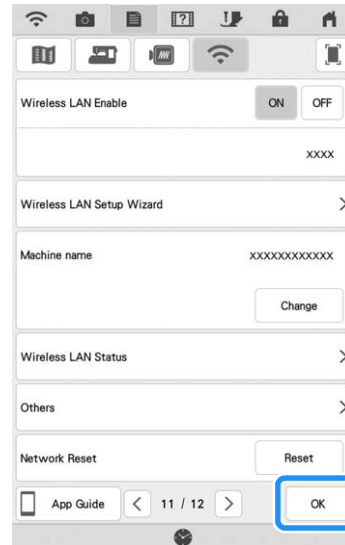 Wireless LAN Enable ON OFF
xxxx
Wireless LAN Setup Wizard
Machine name xxxxxxxxxxxx
Change
Wireless LAN Status
Others
Network Reset Reset
App Guide 11 / 12 OK